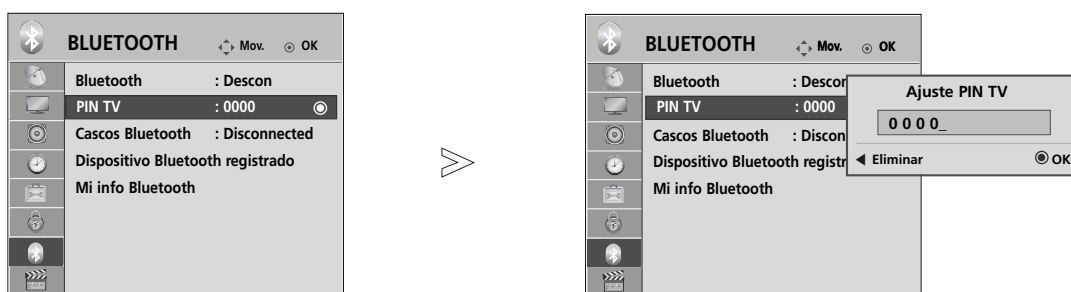 BLUETOOTH Mov. OK
Bluetooth : Descon
PIN TV : 0000
Cascos Bluetooth : Disconnected
Dispositivo Bluetooth registrado
Mi info Bluetooth
BLUETOOTH Mov. OK
Bluetooth : Descon
PIN TV : 0000
Cascos Bluetooth : Discon
Dispositivo Bluetooth registr
Mi info Bluetooth
Ajuste PIN TV
0 0 0 0_
Eliminar OK